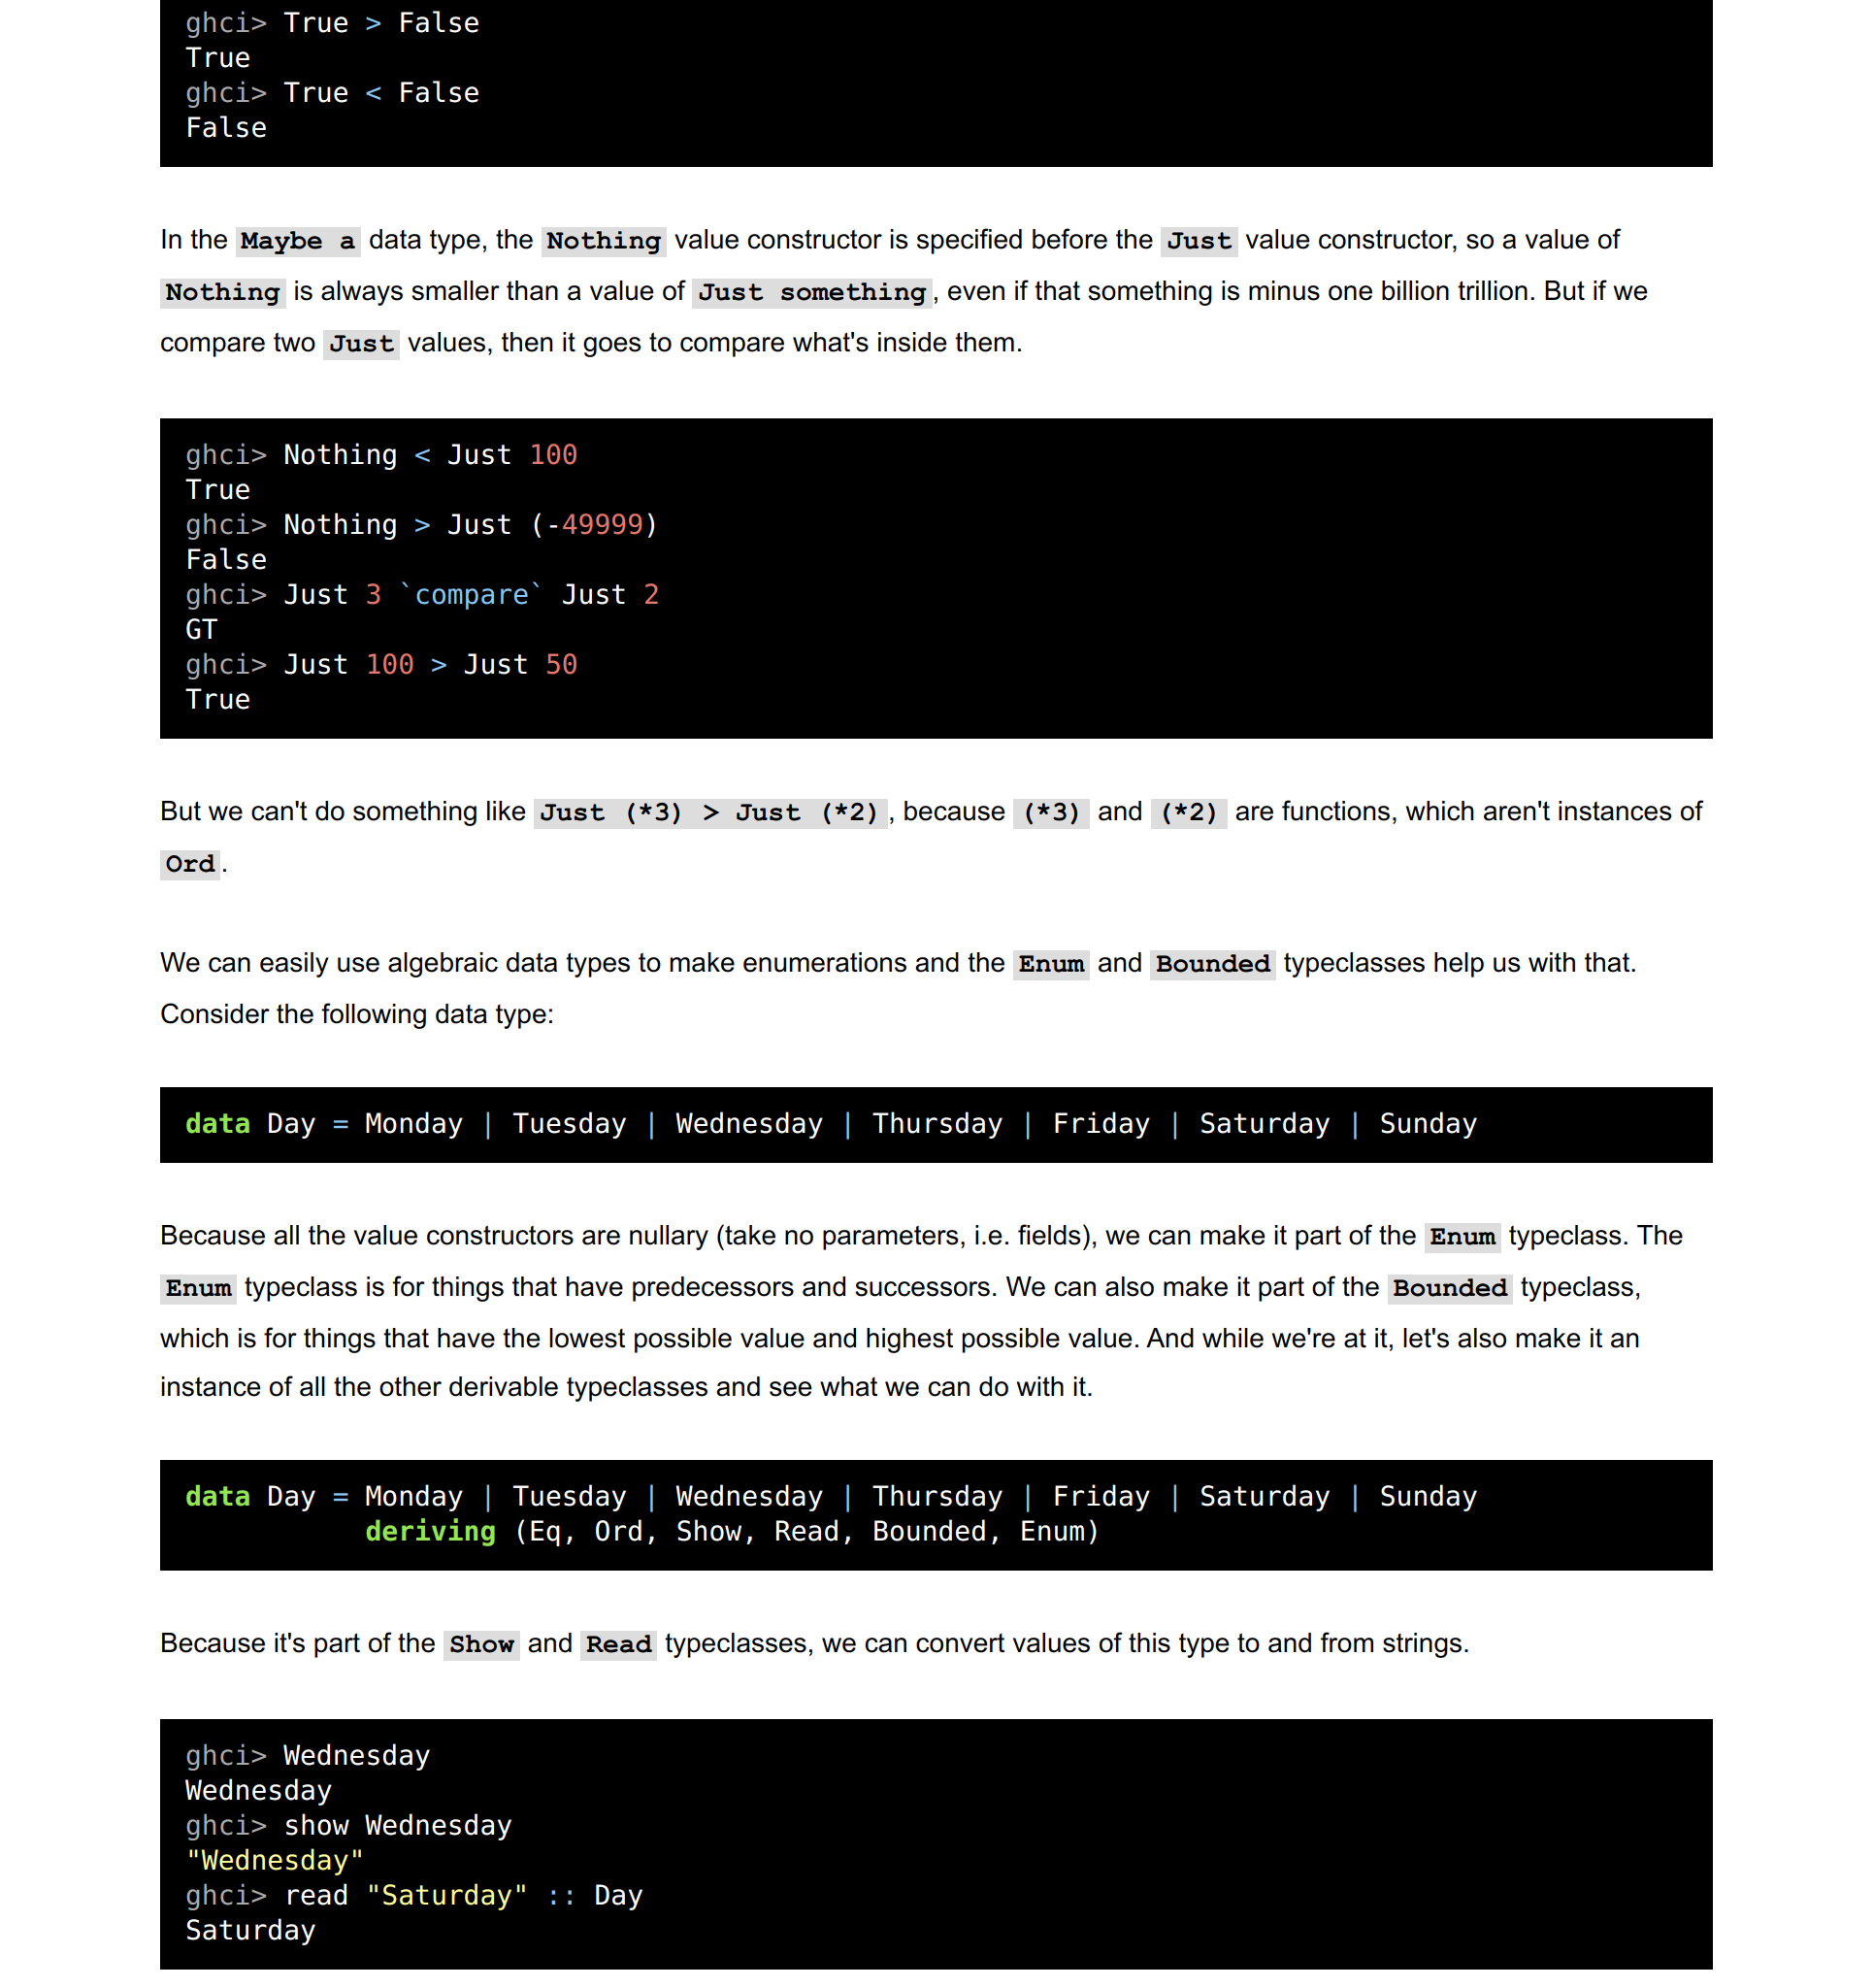 ghci> True > False
True
ghci> True < False
False
In the Maybe a data type, the Nothing value constructor is specified before the Just value constructor, so a value of
Nothing is always smaller than a value of Just something, even if that something is minus one billion trillion. But if we
compare two Just values, then it goes to compare what's inside them.
ghci> Nothing < Just 100
True
ghci> Nothing > Just (-49999)
False
ghci> Just 3 `compare` Just 2
GT
ghci> Just 100 > Just 50
True
But we can't do something like Just (*3) > Just (*2), because (*3) and (*2) are functions, which aren't instances of
Ord.
We can easily use algebraic data types to make enumerations and the Enum and Bounded typeclasses help us with that.
Consider the following data type:
data Day = Monday | Tuesday | Wednesday | Thursday | Friday | Saturday | Sunday
Because all the value constructors are nullary (take no parameters, i.e. fields), we can make it part of the Enum typeclass. The
Enum typeclass is for things that have predecessors and successors. We can also make it part of the Bounded typeclass,
which is for things that have the lowest possible value and highest possible value. And while we're at it, let's also make it an
instance of all the other derivable typeclasses and see what we can do with it.
data Day = Monday | Tuesday | Wednesday | Thursday | Friday | Saturday | Sunday
deriving (Eq, Ord, Show, Read, Bounded, Enum)
Because it's part of the Show and Read typeclasses, we can convert values of this type to and from strings.
ghci> Wednesday
Wednesday
ghci> show Wednesday
"Wednesday"
ghci> read "Saturday" :: Day
Saturday